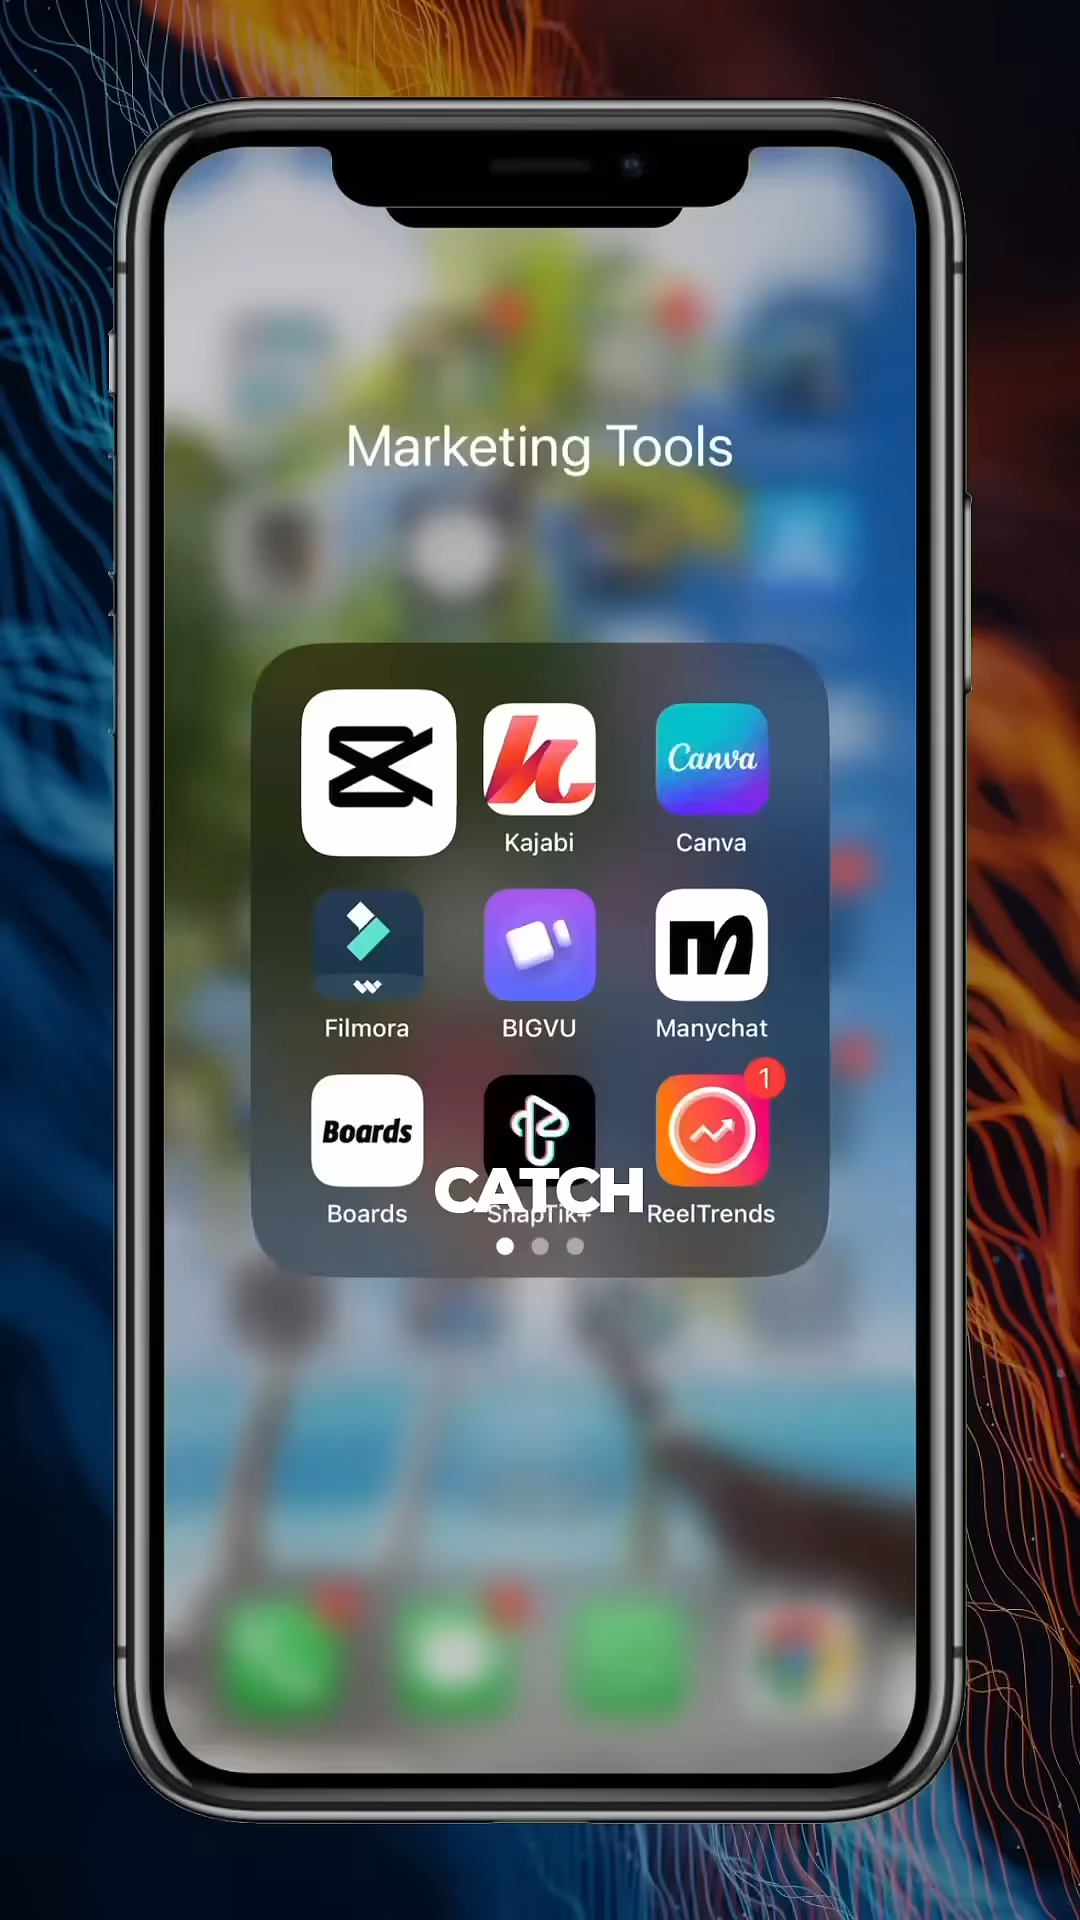 Marketing Tools
Canva
Kajabi
Canva
Filmora
BIGVU
Manychat
1
Boards
Boards
SnapTik+
ReelTrends
CATCH